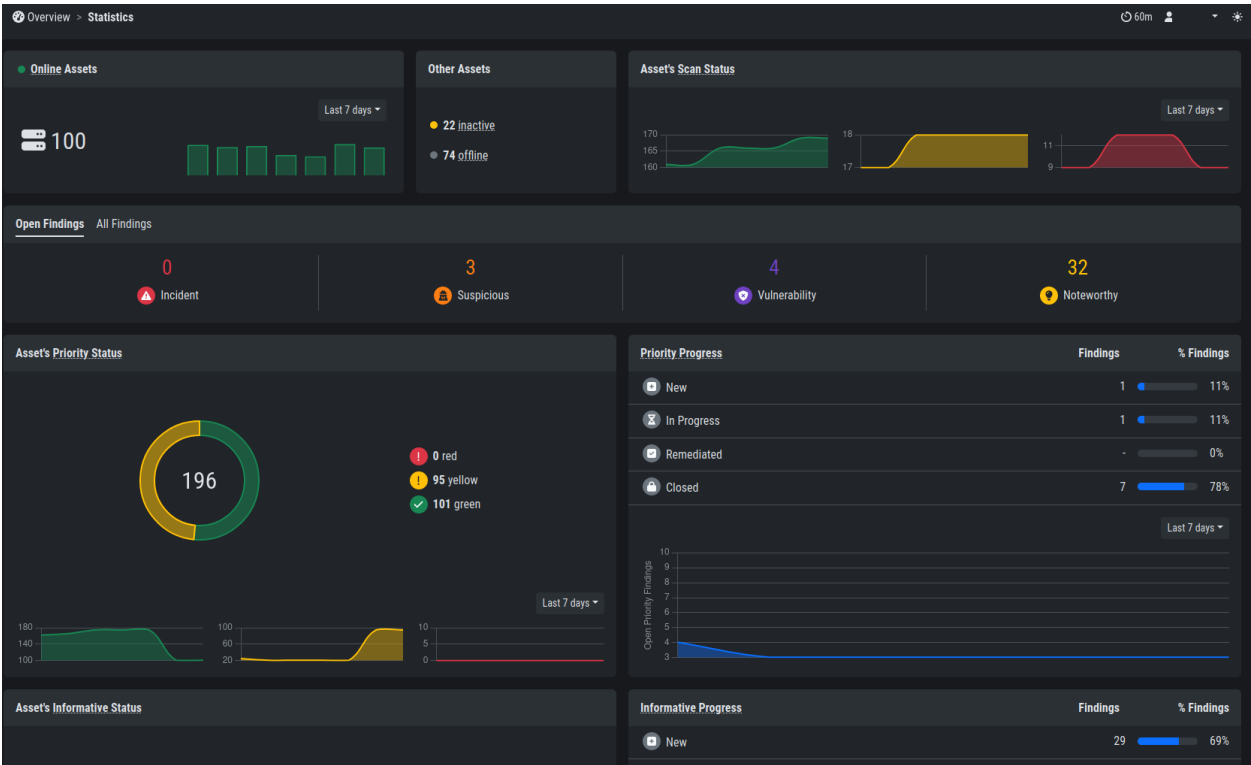 Overview > Statistics
60m
Online Assets
Last 7 days
100
Other Assets
22 inactive
74 offline
Asset's Scan Status
Last 7 days
170
165
160
18
17
11
9
Open Findings All Findings
0
Incident
3
Suspicious
4
Vulnerability
32
Noteworthy
Asset's Priority Status
196
0 red
95 yellow
101 green
Last 7 days
180
140
100
100
60
20
10
5
0
Priority Progress Findings % Findings
New 1 11%
In Progress 1 11%
Remediated - 0%
Closed 7 78%
Last 7 days
Open Priority Findings
10
9
8
7
6
5
4
3
Asset's Informative Status
Informative Progress Findings % Findings
New 29 69%